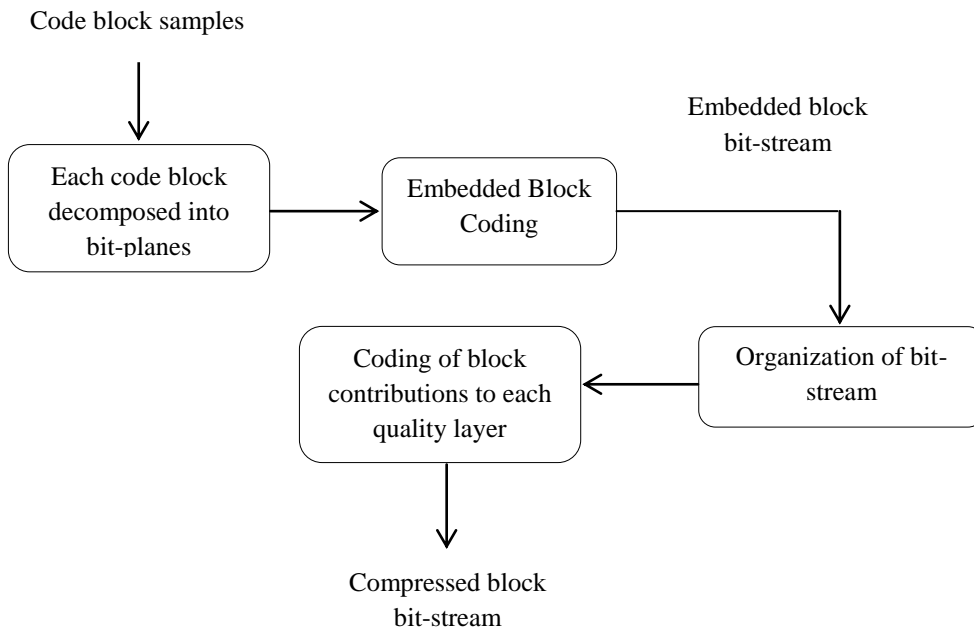 Code block samples
Each code block
decomposed into
bit-planes
Embedded Block
Coding
Embedded block
bit-stream
Organization of bit-
stream
Coding of block
contributions to each
quality layer
Compressed block
bit-stream